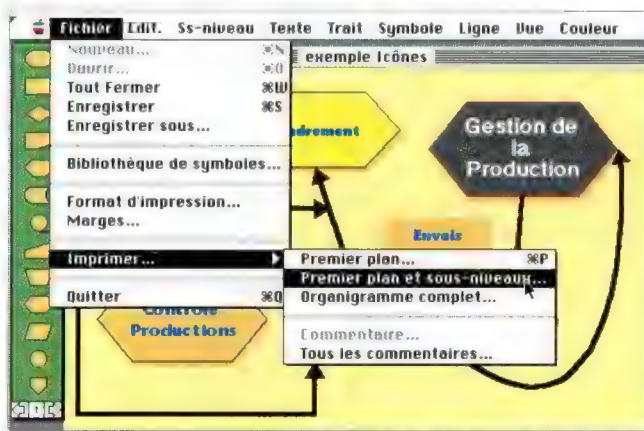 Fichier Edit. Ss-niveau Texte Trait Symbole Ligne Vue Couleur
exemple Icônes
Nouveau... ⌘N
Ouvrir... ⌘O
Tout Fermer ⌘W
Enregistrer ⌘S
Enregistrer sous...
Bibliothèque de symboles...
Format d'impression...
Marges...
Imprimer...
Quitter ⌘Q
Premier plan... ⌘P
Premier plan et sous-niveaux...
Organigramme complet...
Commentaire...
Tous les commentaires...
Gestion de
la
Production
Envois
Contrôle
Productions